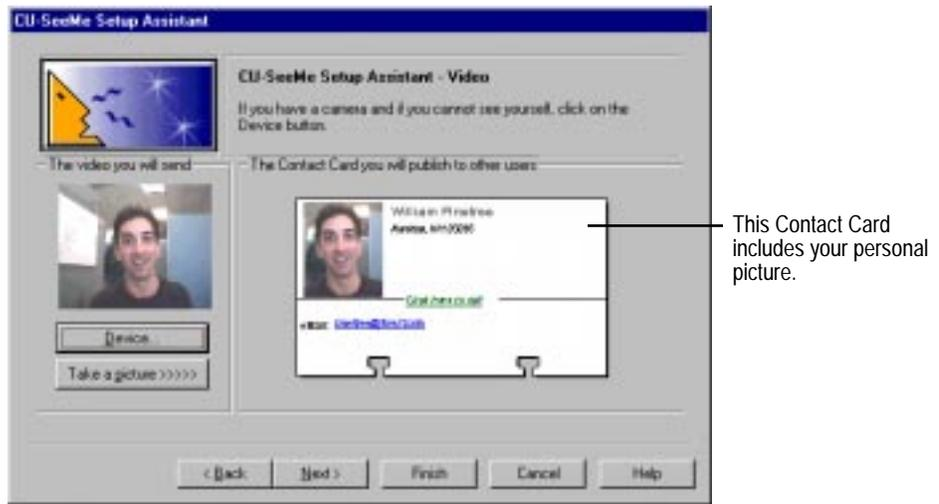 CU-SeeMe Setup Assistant
CU-SeeMe Setup Assistant - Video
If you have a camera and if you cannot see yourself, click on the
Device button.
The video you will send
The Contact Card you will publish to other users
William
This Contact Card
includes your personal
picture.
Device...
Take a picture >>>>>
< Back
Next >
Finish
Cancel
Help